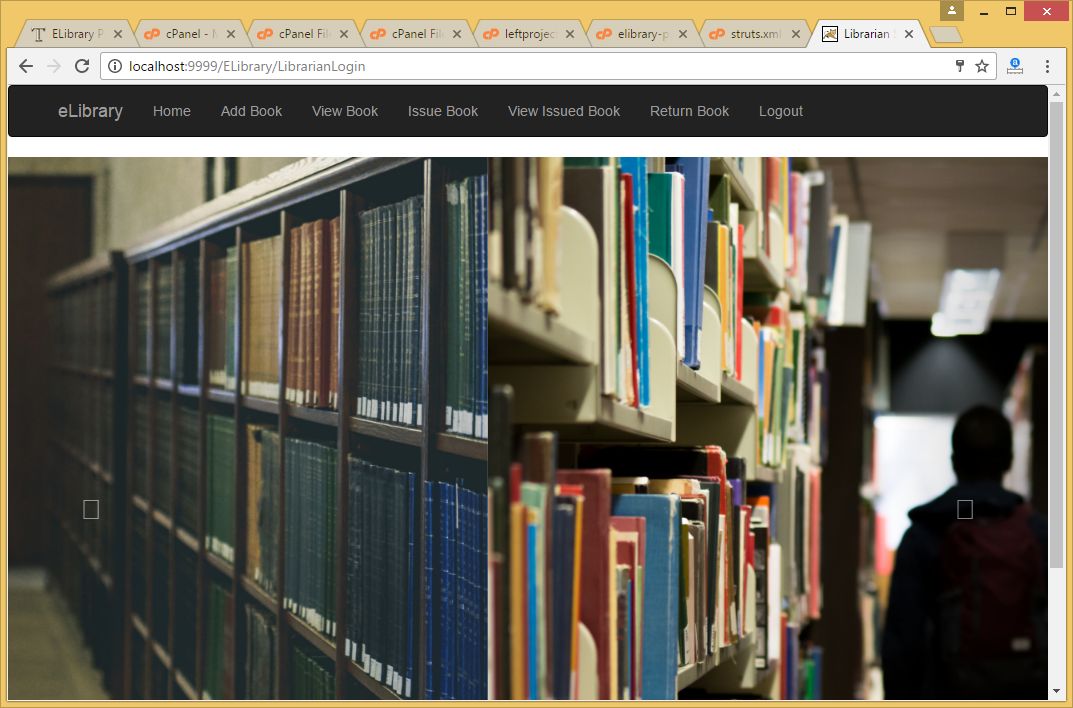 ELibrary P
cPanel - M
cPanel File
cPanel File
leftproject
elibrary-p
struts.xml
Librarian S
localhost:9999/ELibrary/LibrarianLogin
eLibrary Home Add Book View Book Issue Book View Issued Book Return Book Logout